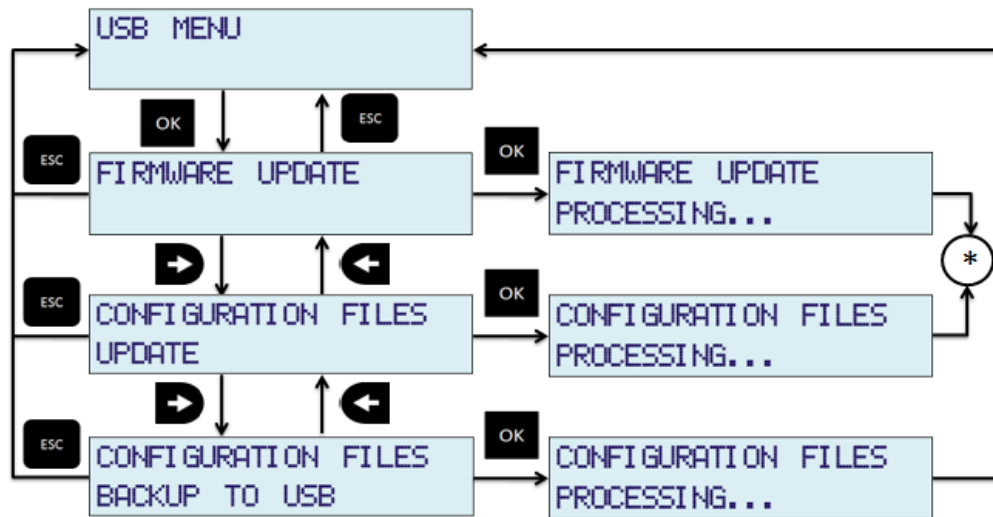 USB MENU
OK
ESC
ESC
FIRMWARE UPDATE
OK
FIRMWARE UPDATE
PROCESSING...
*
ESC
CONFIGURATION FILES
UPDATE
OK
CONFIGURATION FILES
PROCESSING...
ESC
CONFIGURATION FILES
BACKUP TO USB
OK
CONFIGURATION FILES
PROCESSING...